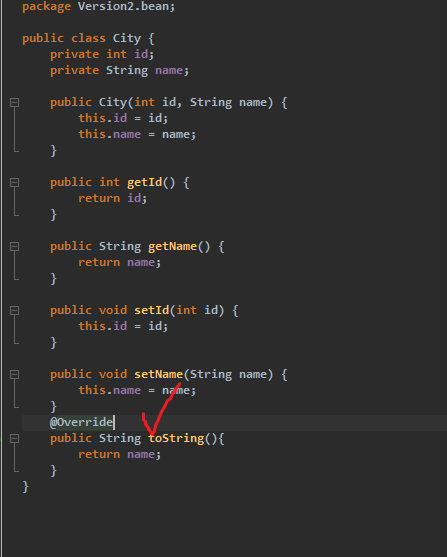 package Version2.bean;
public class City {
private int id;
private String name;
public City(int id, String name) {
this.id = id;
this.name = name;
}
public int getId() {
return id;
}
public String getName() {
return name;
}
public void setId(int id) {
this.id = id;
}
public void setName(String name) {
this.name = name;
}
@Override
public String toString(){
return name;
}
}